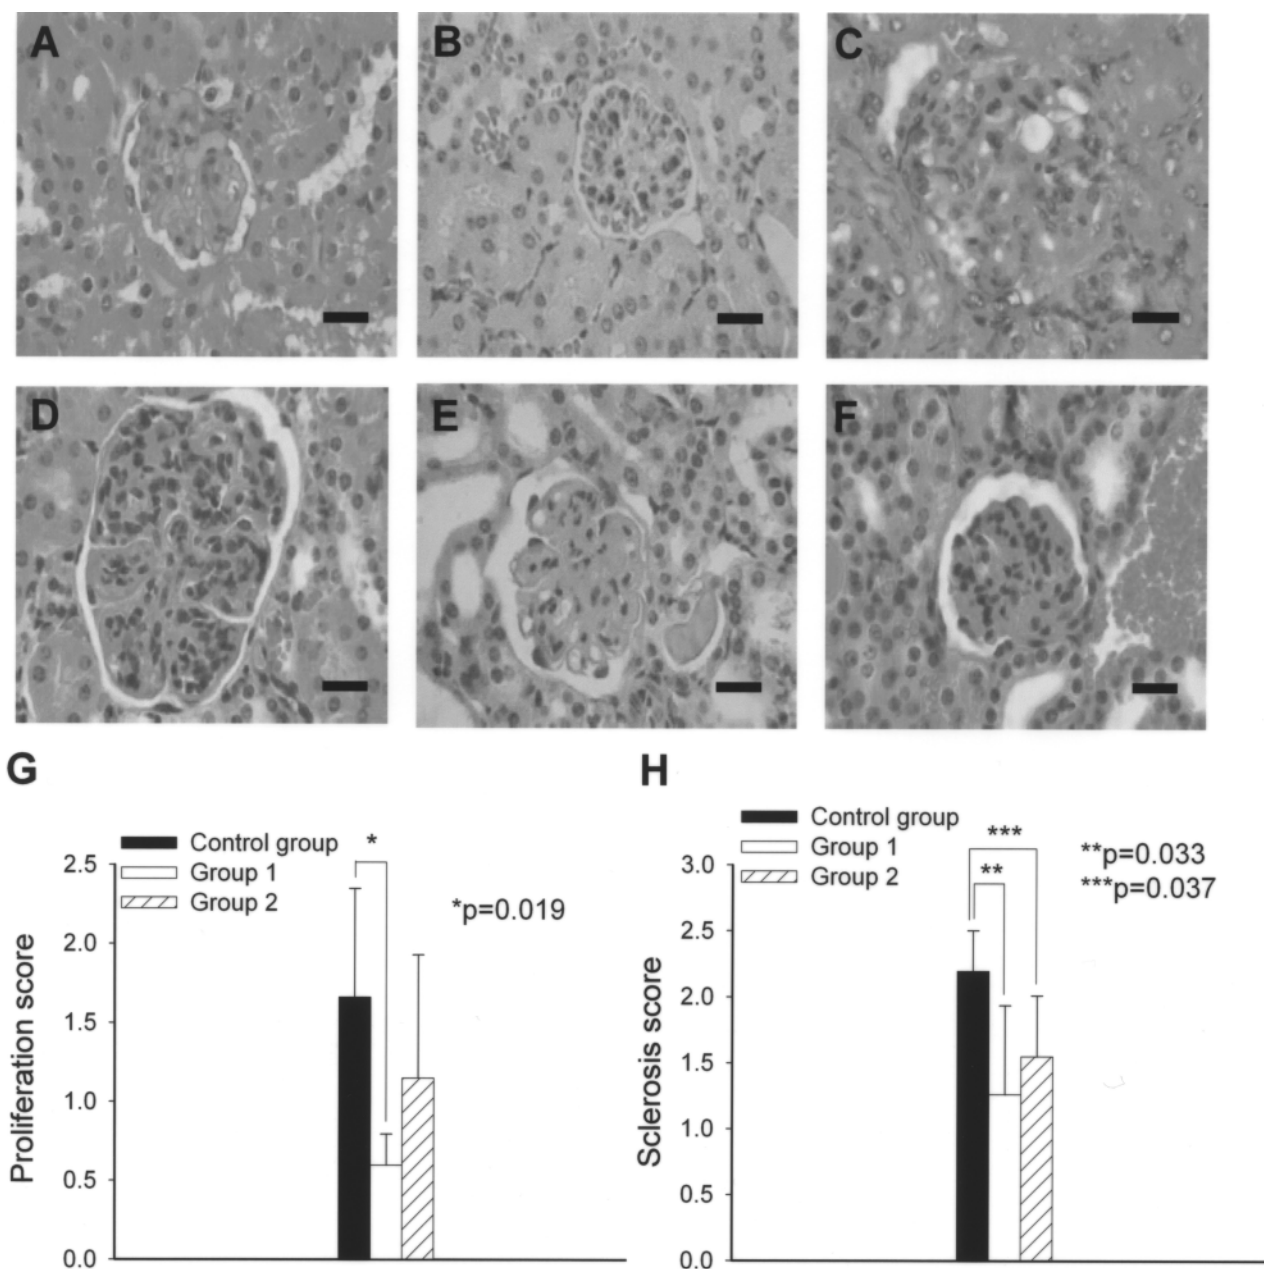 A
B
C
D
E
F
G
H
Control group
Group 1
Group 2
*
*p=0.019
Proliferation score
2.5
2.0
1.5
1.0
0.5
0.0
Control group
Group 1
Group 2
***
**
**p=0.033
***p=0.037
Sclerosis score
3.0
2.5
2.0
1.5
1.0
0.5
0.0